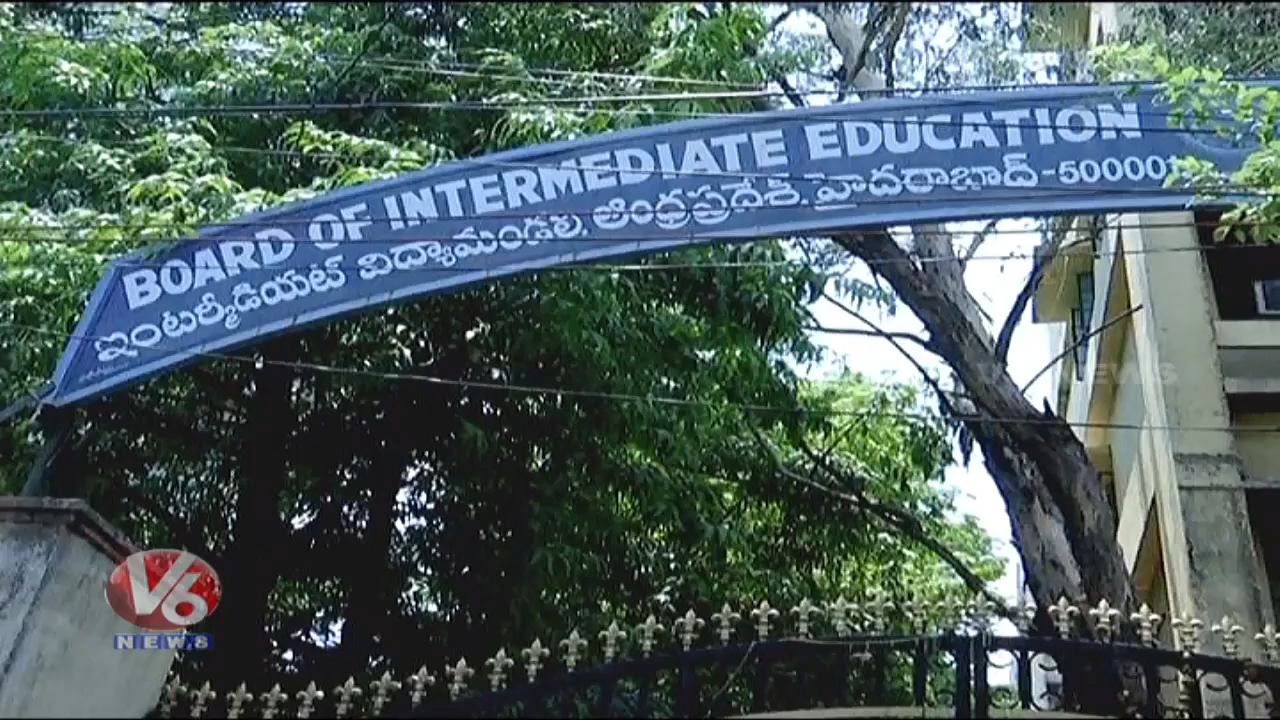 BOARD OF INTERMEDIATE EDUCATION
ఇంటర్మీడియట్ విద్యామండలి, ఆంధ్రప్రదేశ్, హైదరాబాద్-500001
V6
NEWS